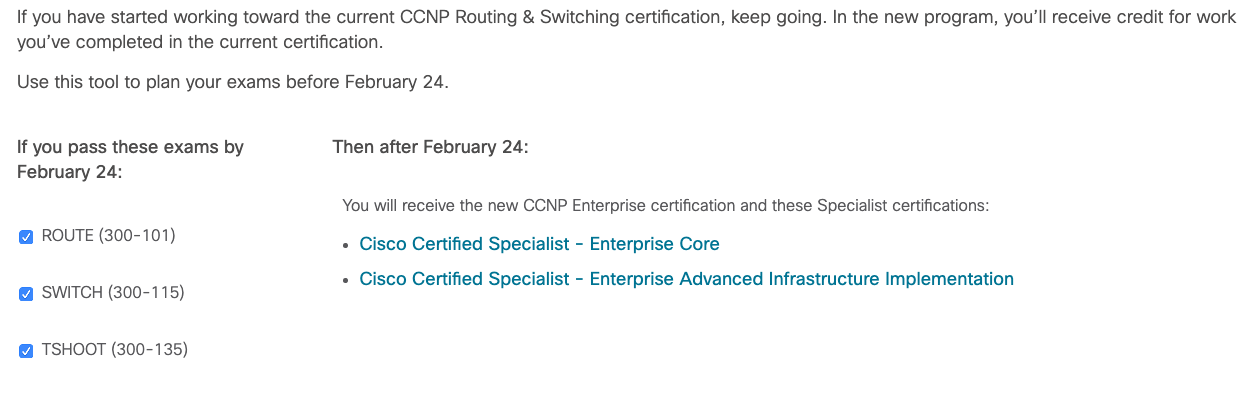 If you have started working toward the current CCNP Routing & Switching certification, keep going. In the new program, you’ll receive credit for work
you’ve completed in the current certification.
Use this tool to plan your exams before February 24.
If you pass these exams by
February 24:
ROUTE (300-101)
SWITCH (300-115)
TSHOOT (300-135)
Then after February 24:
You will receive the new CCNP Enterprise certification and these Specialist certifications:
• Cisco Certified Specialist - Enterprise Core
• Cisco Certified Specialist - Enterprise Advanced Infrastructure Implementation